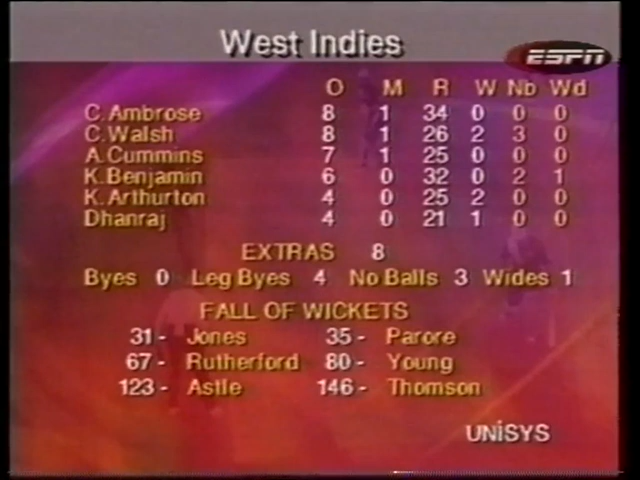 West Indies
ESPN
O M R W Nb Wd
C. Ambrose 8 1 34 0 0 0
C. Walsh 8 1 26 2 3 0
A. Cummins 7 1 25 0 0 0
K. Benjamin 6 0 32 0 2 1
K. Arthurton 4 0 25 2 0 0
Dhanraj 4 0 21 1 0 0
EXTRAS 8
Byes 0 Leg Byes 4 No Balls 3 Wides 1
FALL OF WICKETS
31 - Jones 35 - Parore
67 - Rutherford 80 - Young
123 - Astle 146 - Thomson
UNiSYS